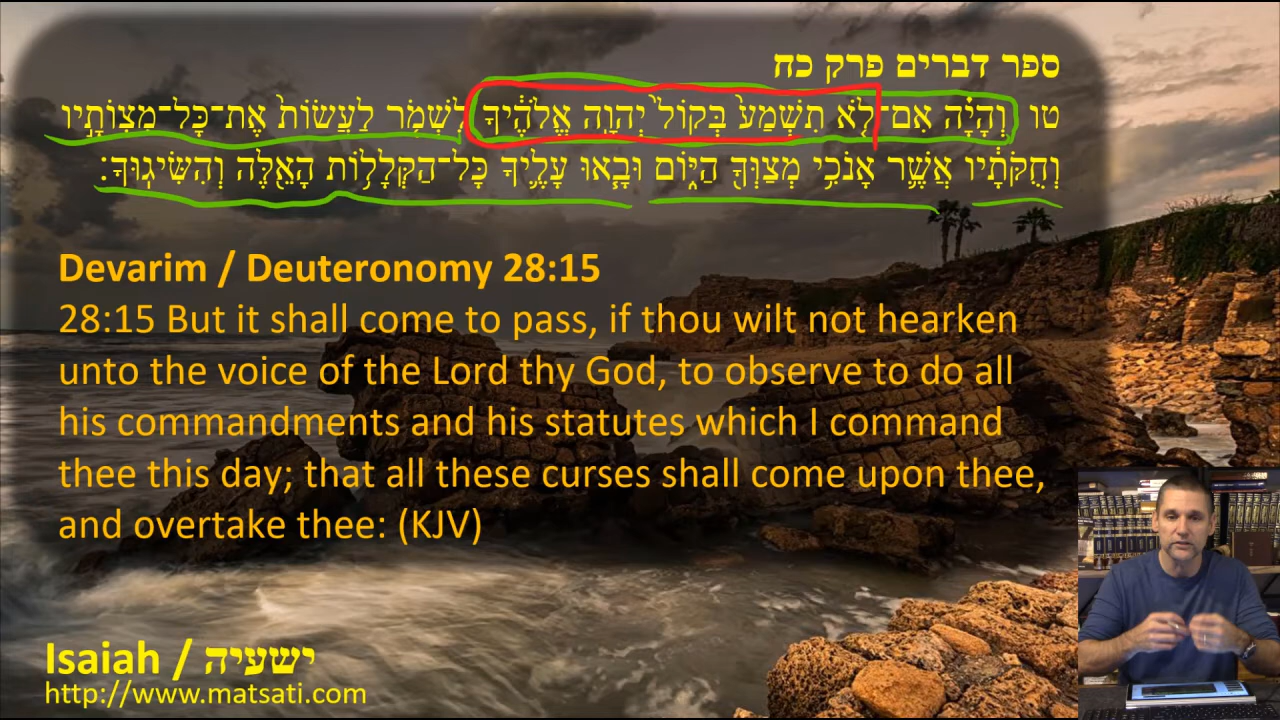 ספר דברים פרק כח
טו וְהָיָ֗ה אִם־לֹ֤א תִשְׁמַע֙ בְּקוֹל֙ יְהוָ֣ה אֱלֹהֶ֔יךָ לִשְׁמֹ֤ר לַעֲשׂוֹת֙ אֶת־כָּל־מִצְוֹתָ֣יו
וְחֻקֹּתָ֔יו אֲשֶׁ֛ר אָנֹכִ֥י מְצַוְּךָ֖ הַיּ֑וֹם וּבָ֧אוּ עָלֶ֛יךָ כָּל־הַקְּלָל֥וֹת הָאֵ֖לֶּה וְהִשִּׂיגֽוּךָ׃
Devarim / Deuteronomy 28:15
28:15 But it shall come to pass, if thou wilt not hearken
unto the voice of the Lord thy God, to observe to do all
his commandments and his statutes which I command
thee this day; that all these curses shall come upon thee,
and overtake thee: (KJV)
Isaiah / ישעיה
http://www.matsati.com